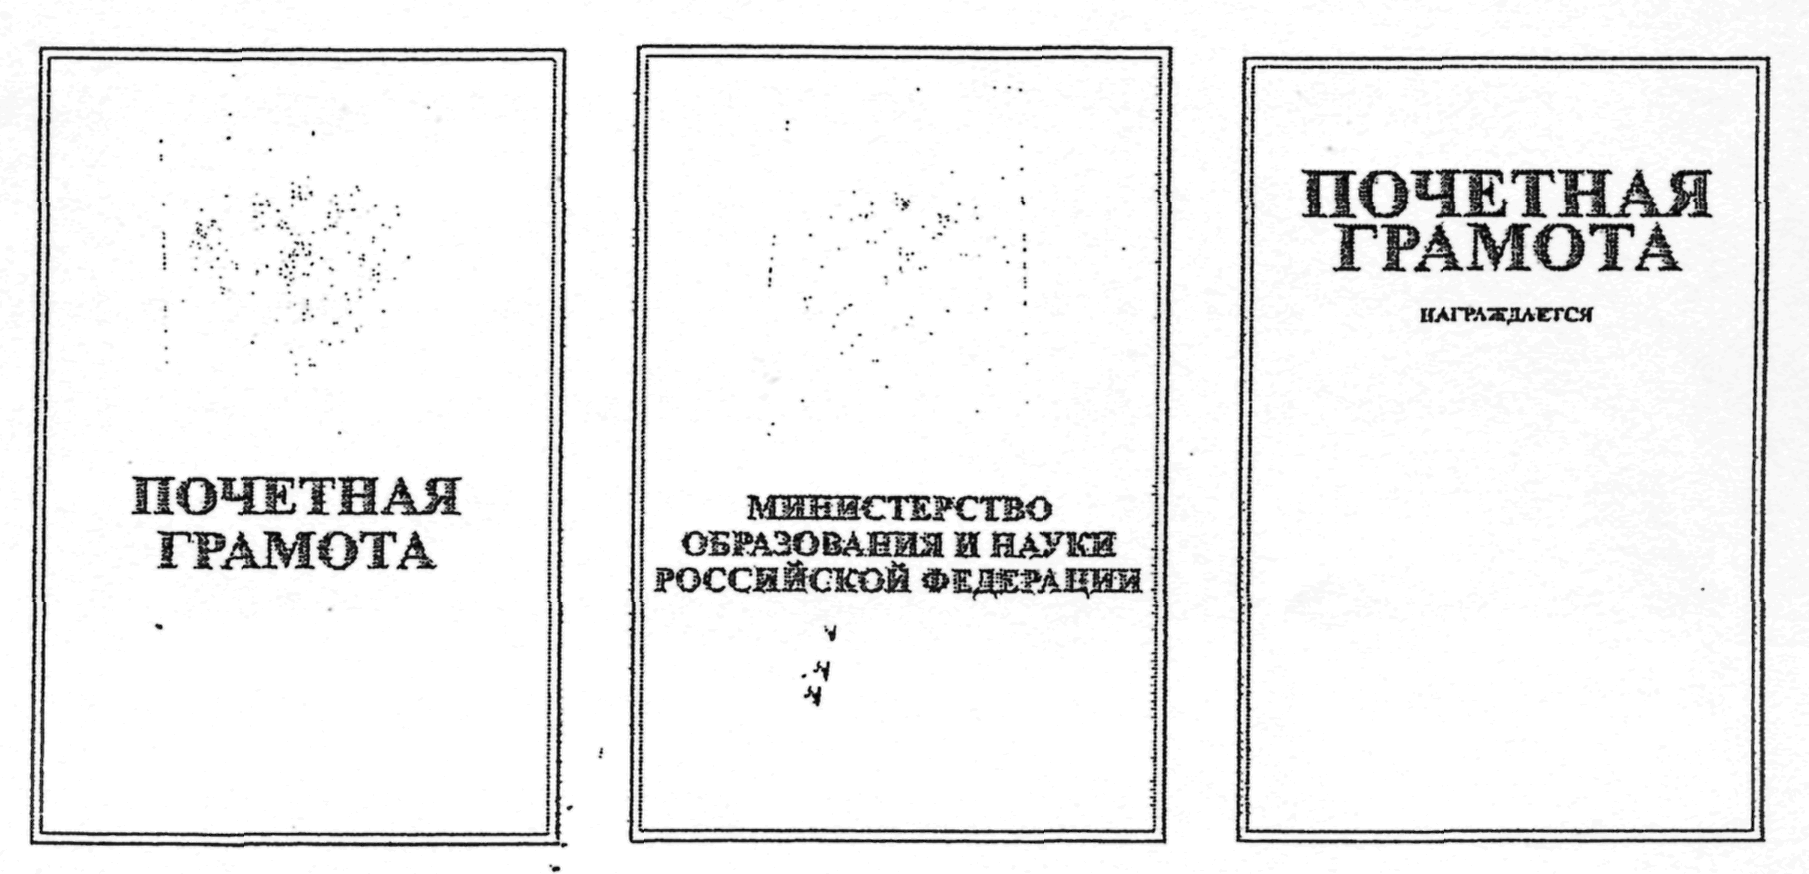 ПОЧЕТНАЯ
ГРАМОТА
МИНИСТЕРСТВО
ОБРАЗОВАНИЯ И НАУКИ
РОССИЙСКОЙ ФЕДЕРАЦИИ
ПОЧЕТНАЯ
ГРАМОТА
НАГРАЖДАЕТСЯ